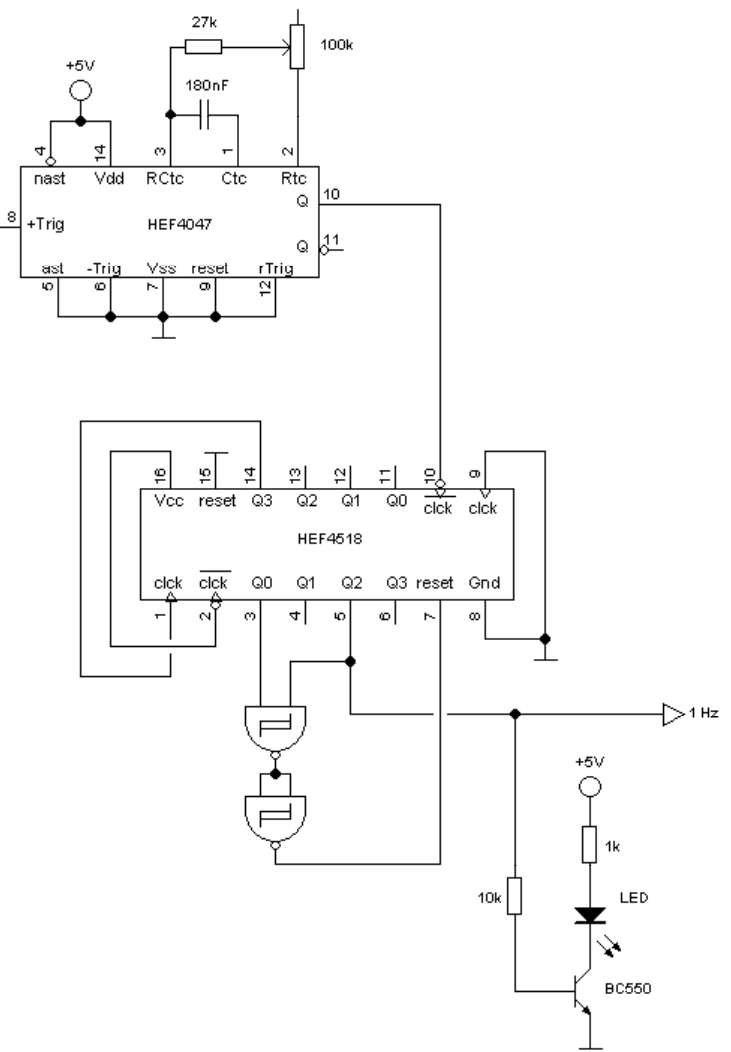 27k
100k
+5V
180nF
4 14 3 1 2
nast Vdd RCtc Ctc Rtc
Q 10
8 +Trig HEF4047
Q 11
ast -Trig Vss reset rTrig
5 6 7 9 12
16 15 14 13 12 11 10 9
Vcc reset Q3 Q2 Q1 Q0 clck clck
HEF4518
clck clck Q0 Q1 Q2 Q3 reset Gnd
1 2 3 4 5 6 7 8
1 Hz
+5V
1k
10k LED
BC550